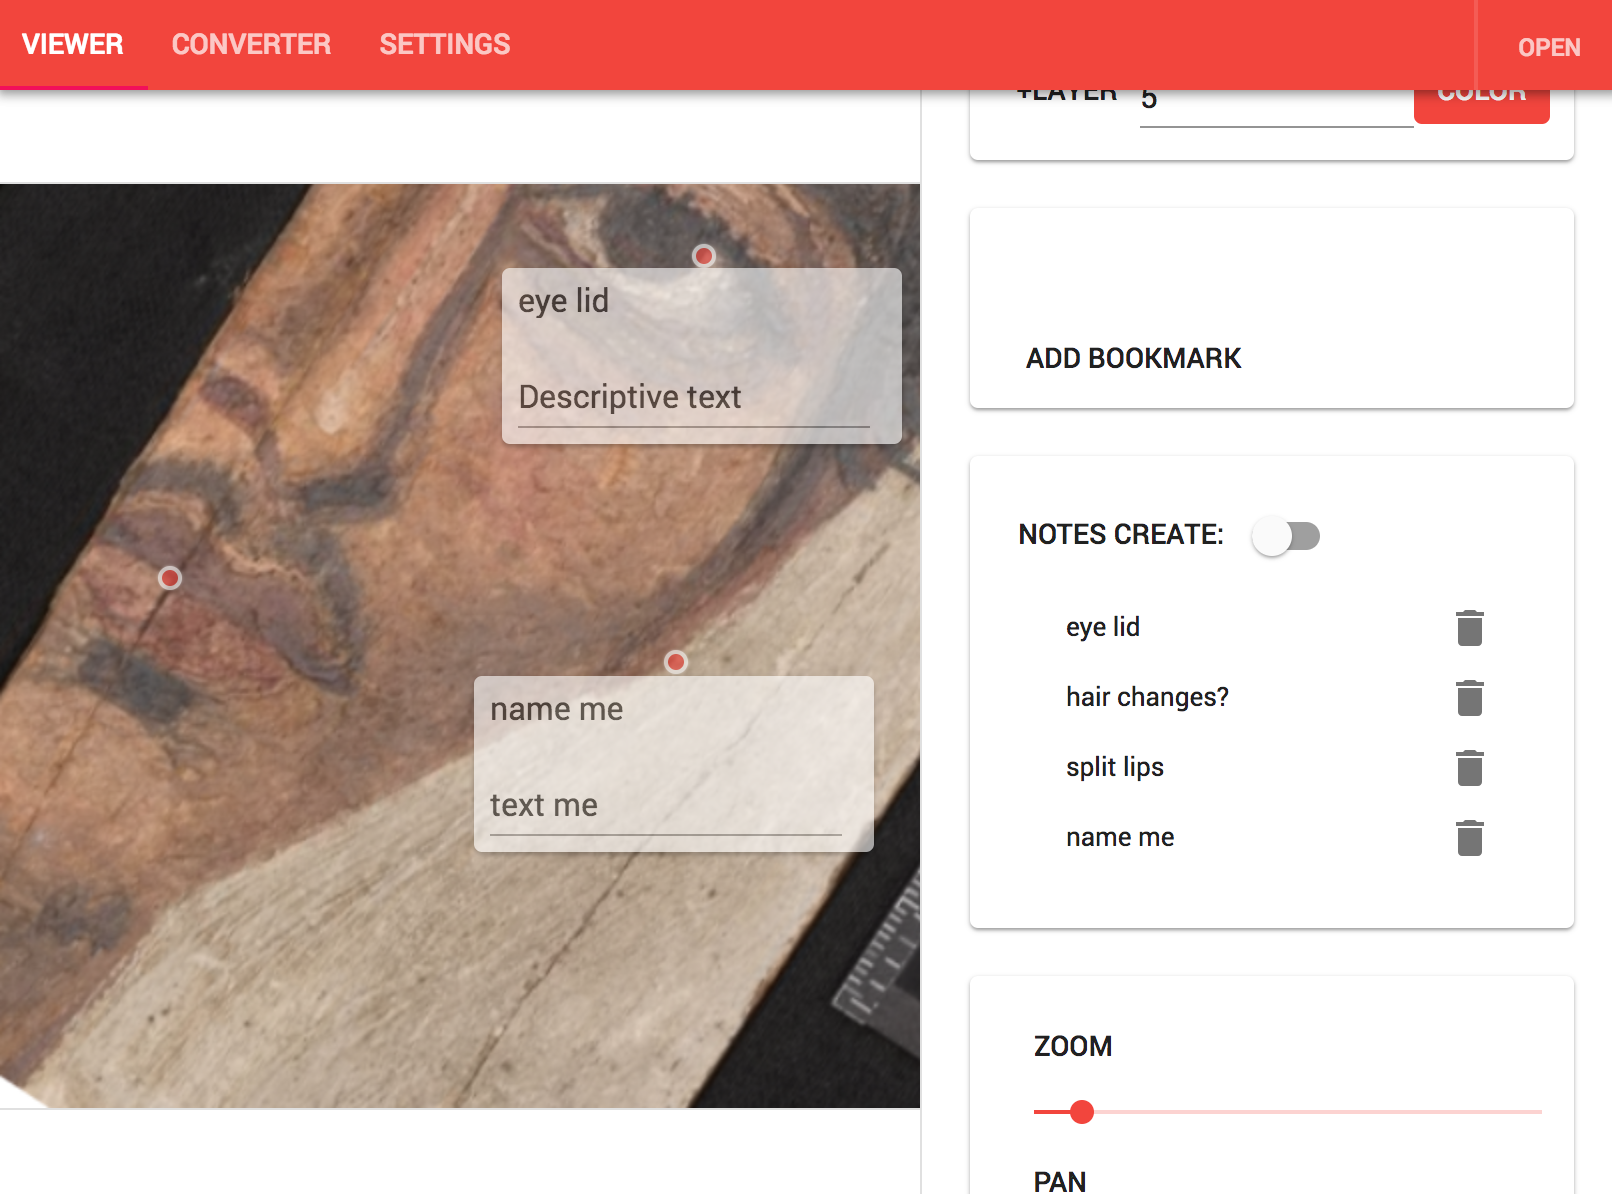 VIEWER CONVERTER SETTINGS OPEN
+LAYER 5 COLOR
eye lid
Descriptive text
name me
text me
ADD BOOKMARK
NOTES CREATE:
eye lid
hair changes?
split lips
name me
ZOOM
PAN